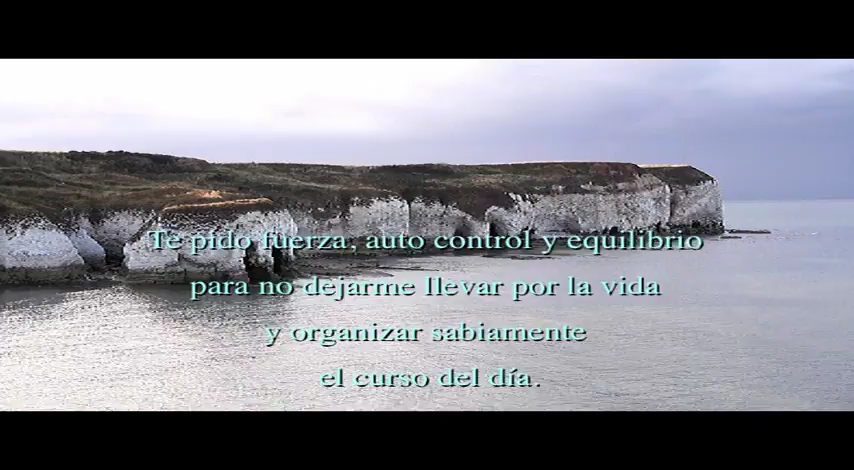 Te pido fuerza, auto control y equilibrio
para no dejarme llevar por la vida
y organizar sabiamente
el curso del día.